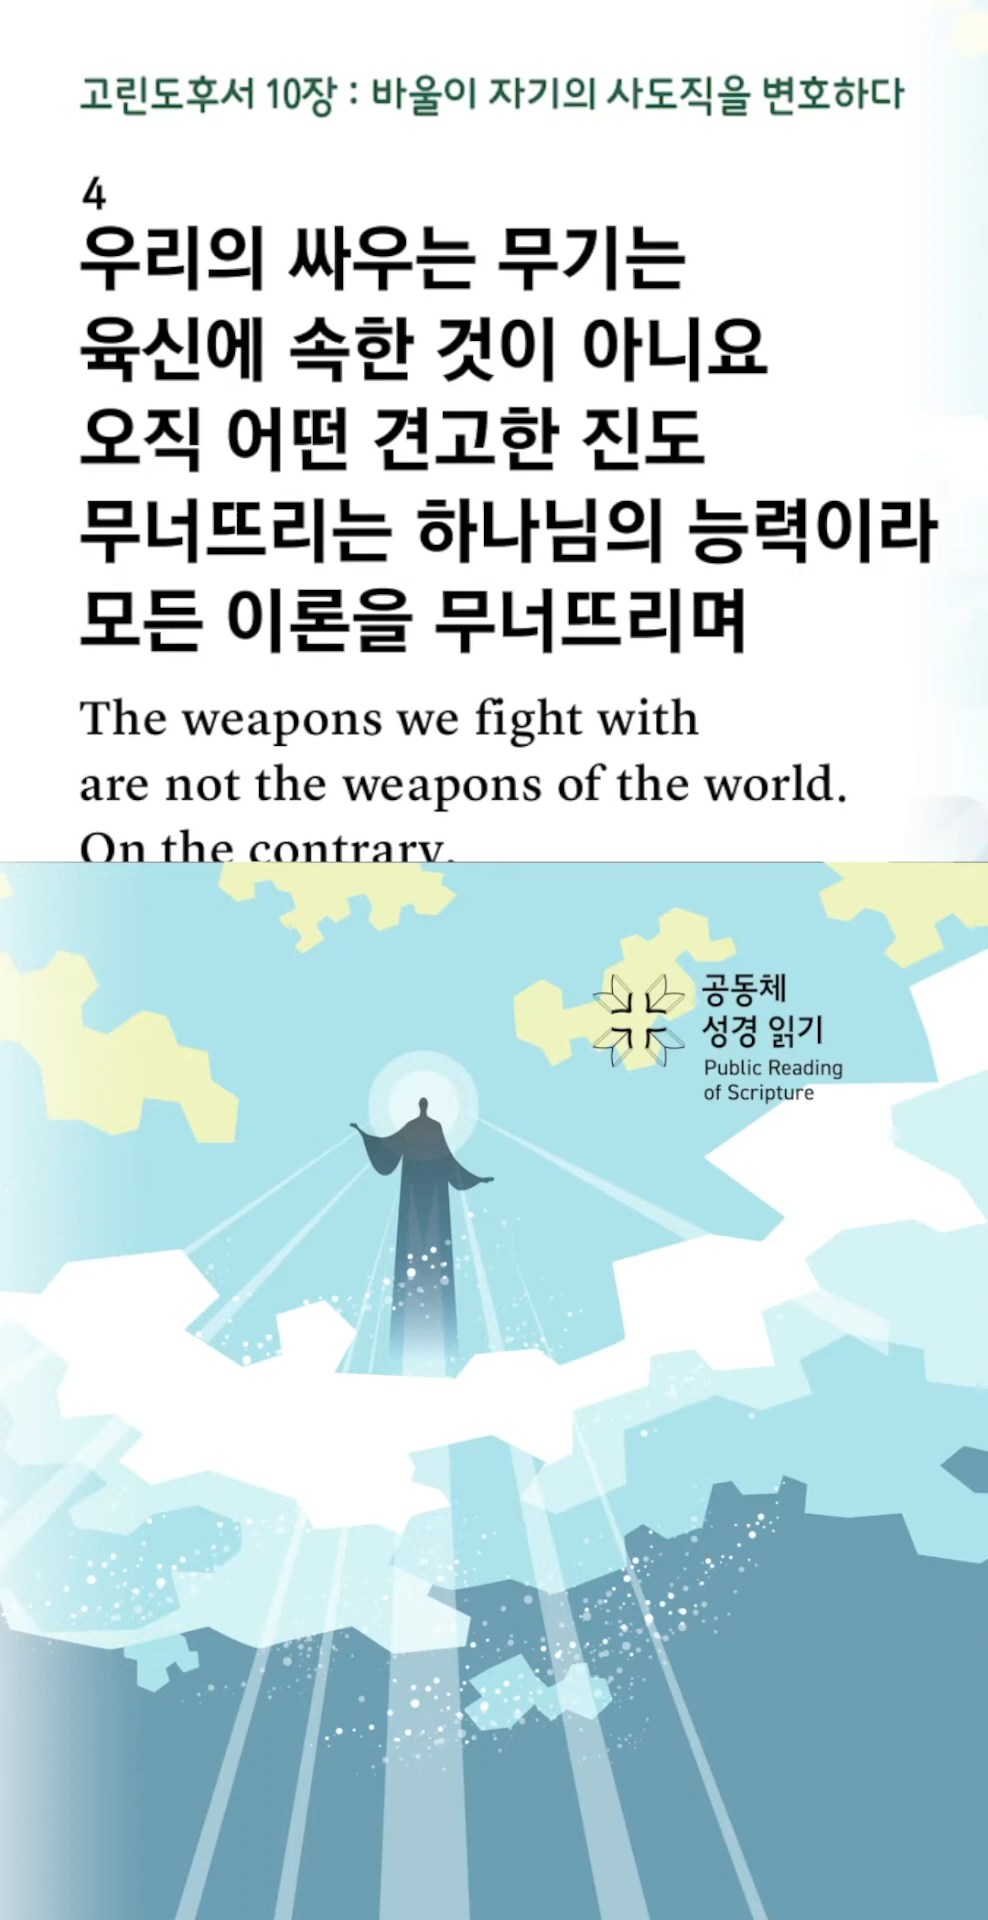 고린도후서 10장 : 바울이 자기의 사도직을 변호하다
4
우리의 싸우는 무기는
육신에 속한 것이 아니요
오직 어떤 견고한 진도
무너뜨리는 하나님의 능력이라
모든 이론을 무너뜨리며
The weapons we fight with
are not the weapons of the world.
On the contrary,
공동체
성경 읽기
Public Reading
of Scripture